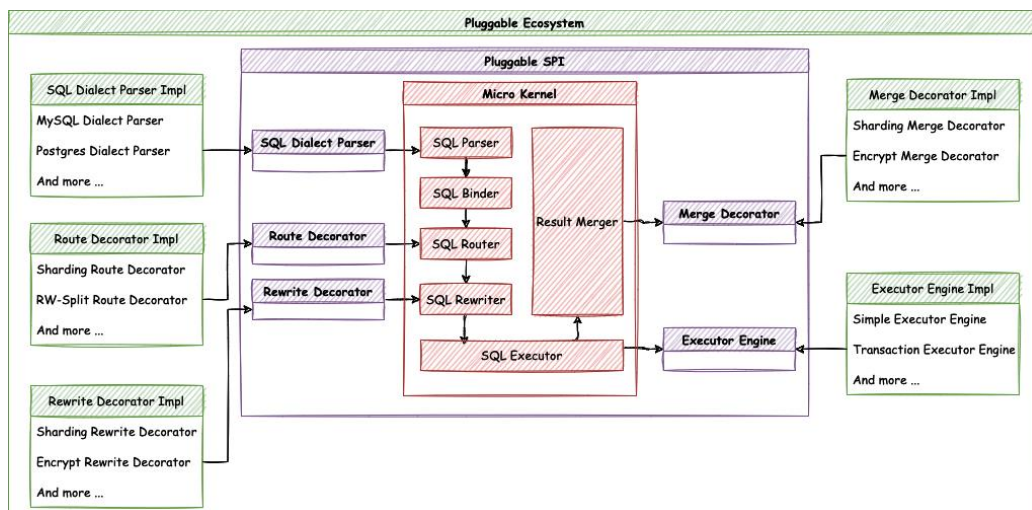 Pluggable Ecosystem
Pluggable SPI
Micro Kernel
SQL Dialect Parser Impl
MySQL Dialect Parser
Postgres Dialect Parser
And more ...
Route Decorator Impl
Sharding Route Decorator
RW-Split Route Decorator
And more ...
Rewrite Decorator Impl
Sharding Rewrite Decorator
Encrypt Rewrite Decorator
And more ...
SQL Dialect Parser
Route Decorator
Rewrite Decorator
SQL Parser
SQL Binder
SQL Router
SQL Rewriter
SQL Executor
Result Merger
Merge Decorator
Executor Engine
Merge Decorator Impl
Sharding Merge Decorator
Encrypt Merge Decorator
And more ...
Executor Engine Impl
Simple Executor Engine
Transaction Executor Engine
And more ...